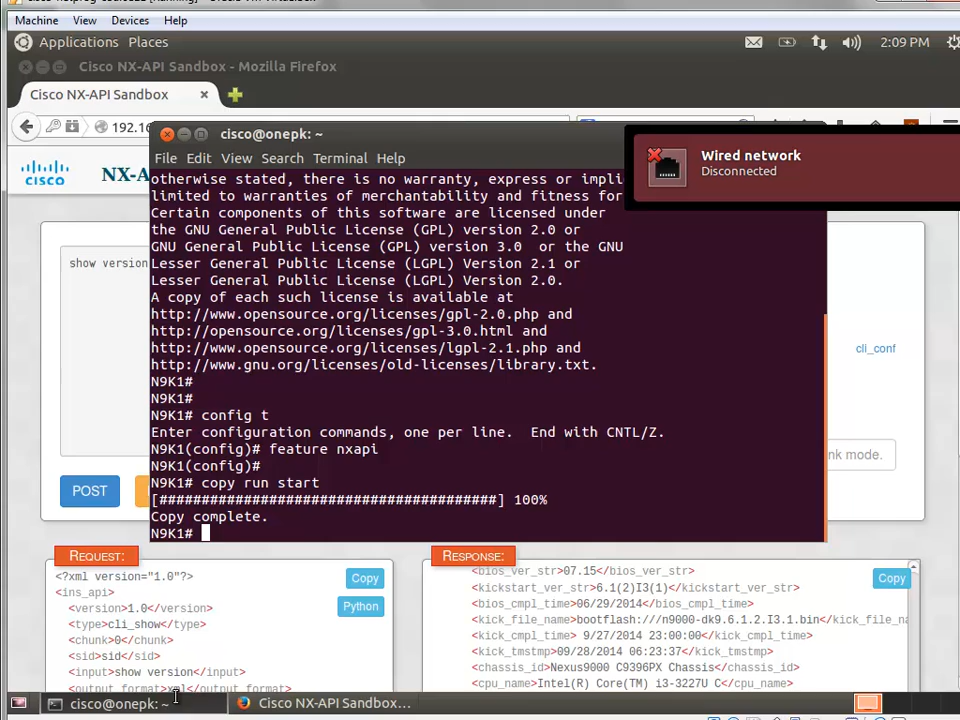 Machine View Devices Help
Applications Places 2:09 PM
Cisco NX-API Sandbox - Mozilla Firefox
Cisco NX-API Sandbox
192.16
cisco@onepk: ~
File Edit View Search Terminal Help
Wired network
Disconnected
CISCO
NX-A
otherwise stated, there is no warranty, express or impli
limited to warranties of merchantability and fitness for
Certain components of this software are licensed under
the GNU General Public License (GPL) version 2.0 or
GNU General Public License (GPL) version 3.0 or the GNU
Lesser General Public License (LGPL) Version 2.1 or
Lesser General Public License (LGPL) Version 2.0.
A copy of each such license is available at
http://www.opensource.org/licenses/gpl-2.0.php and
http://opensource.org/licenses/gpl-3.0.html and
http://www.opensource.org/licenses/lgpl-2.1.php and
http://www.gnu.org/licenses/old-licenses/library.txt.
N9K1#
N9K1#
N9K1# config t
Enter configuration commands, one per line. End with CNTL/Z.
N9K1(config)# feature nxapi
N9K1(config)#
N9K1# copy run start
[########################################] 100%
Copy complete.
N9K1#
show version
cli_conf
nk mode.
POST
REQUEST:
Copy
Python
<?xml version="1.0"?>
<ins_api>
<version>1.0</version>
<type>cli_show</type>
<chunk>0</chunk>
<sid>sid</sid>
<input>show version</input>
<output_format>xml</output_format>
RESPONSE:
Copy
<bios_ver_str>07.15</bios_ver_str>
<kickstart_ver_str>6.1(2)I3(1)</kickstart_ver_str>
<bios_cmpl_time>06/29/2014</bios_cmpl_time>
<kick_file_name>bootflash:///n9000-dk9.6.1.2.I3.1.bin</kick_file_na
<kick_cmpl_time> 9/27/2014 23:00:00</kick_cmpl_time>
<kick_tmstmp>09/28/2014 06:23:37</kick_tmstmp>
<chassis_id>Nexus9000 C9396PX Chassis</chassis_id>
<cpu_name>Intel(R) Core(TM) i3-3227U C</cpu_name>
cisco@onepk: ~
Cisco NX-API Sandbox...